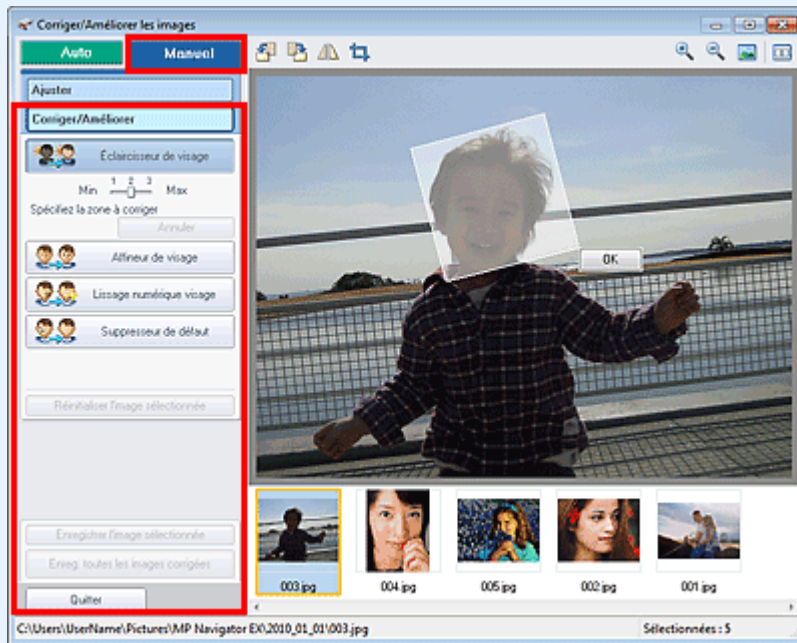 Corriger/Améliorer les images
Auto
Manual
Ajuster
Corriger/Améliorer
Éclaircisseur de visage
1 2 3
Min Max
Spécifiez la zone à corriger
Annuler
Affineur de visage
Lissage numérique visage
Suppresseur de défaut
Réinitialiser l'image sélectionnée
Enregistrer l'image sélectionnée
Enreg. toutes les images corrigées
Quitter
OK
003.jpg
004.jpg
005.jpg
002.jpg
001.jpg
C:\Users\UserName\Pictures\MP Navigator EX\2010_01_01\003.jpg
Sélectionnées : 5